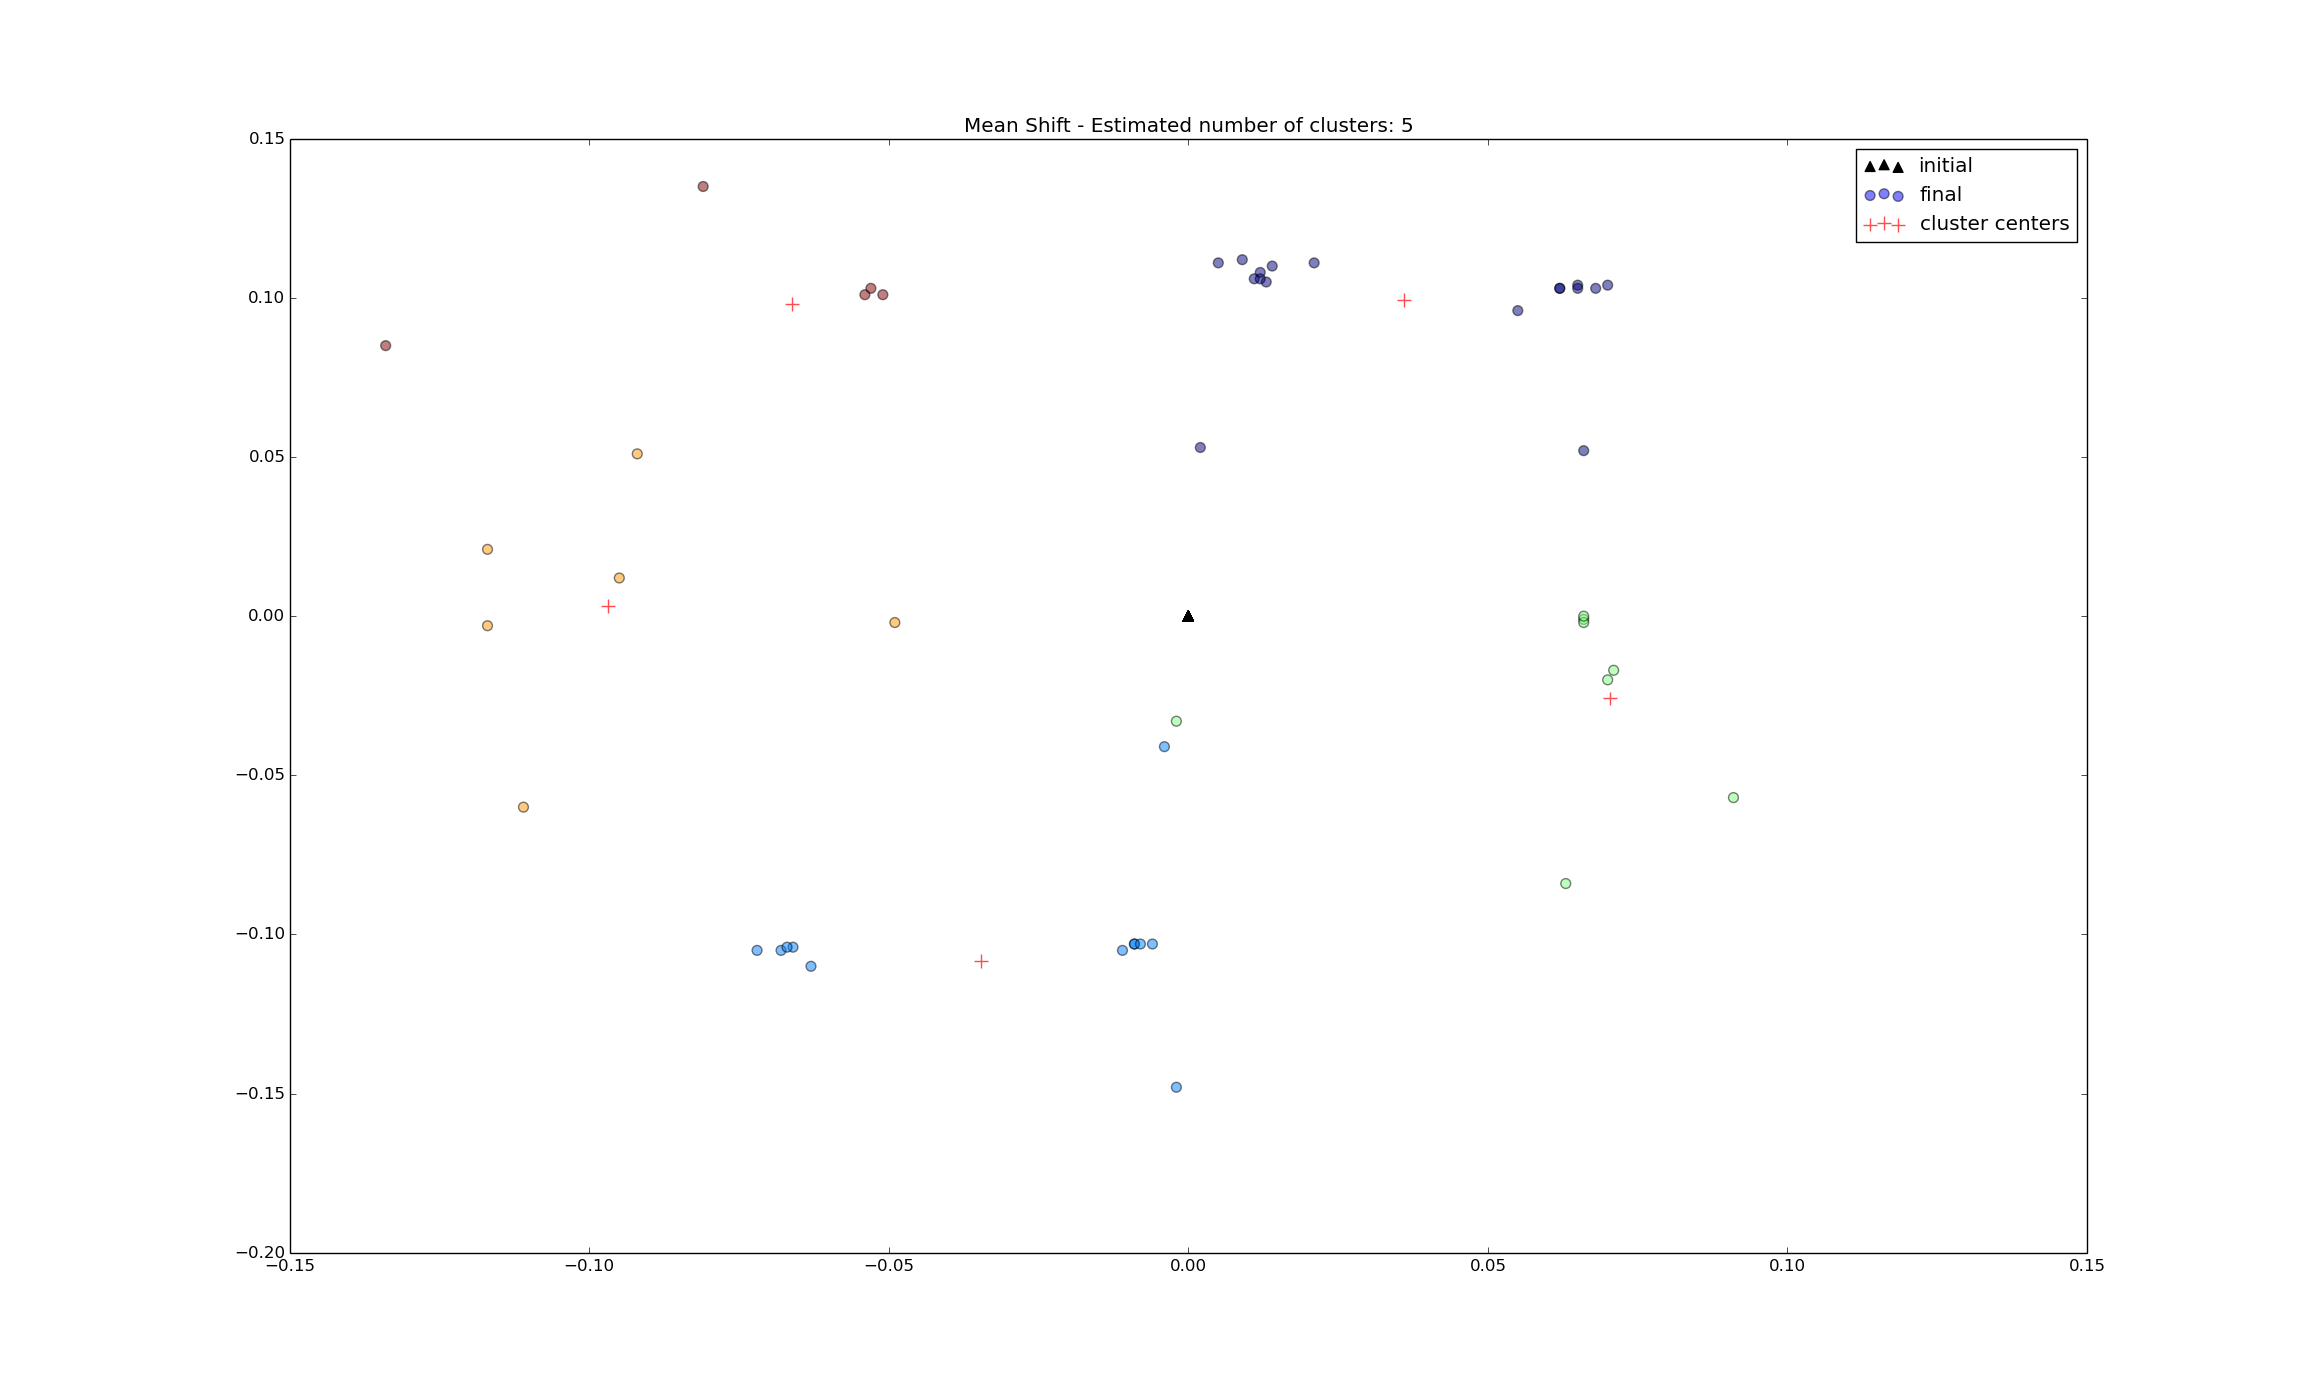 Mean Shift - Estimated number of clusters: 5
0.15
0.10
0.05
0.00
−0.05
−0.10
−0.15
−0.20
initial
final
cluster centers
−0.15 −0.10 −0.05 0.00 0.05 0.10 0.15